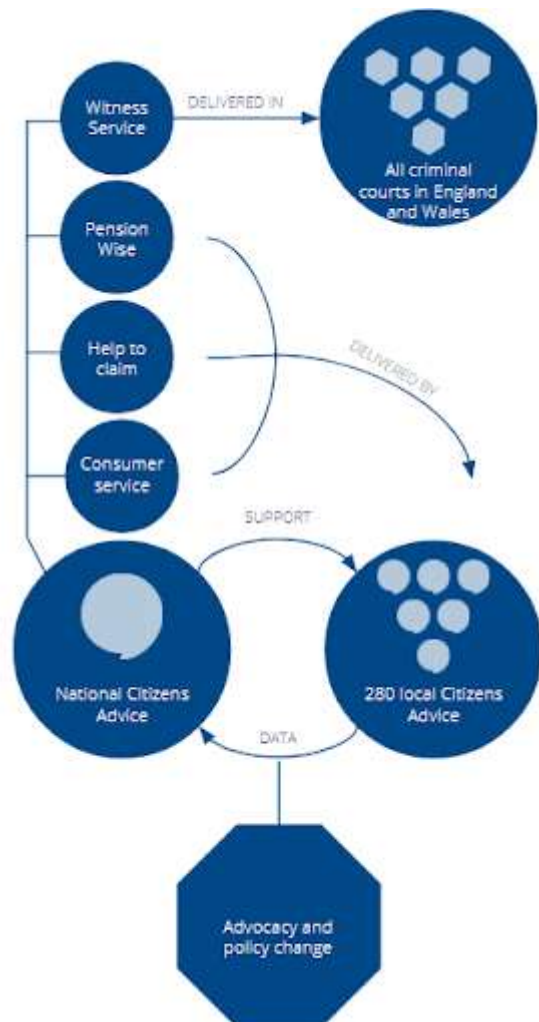 Witness
Service
DELIVERED IN
All criminal
courts in England
and Wales
Pension
Wise
Help to
claim
DELIVERED BY
Consumer
service
SUPPORT
National Citizens
Advice
280 local Citizens
Advice
DATA
Advocacy and
policy change